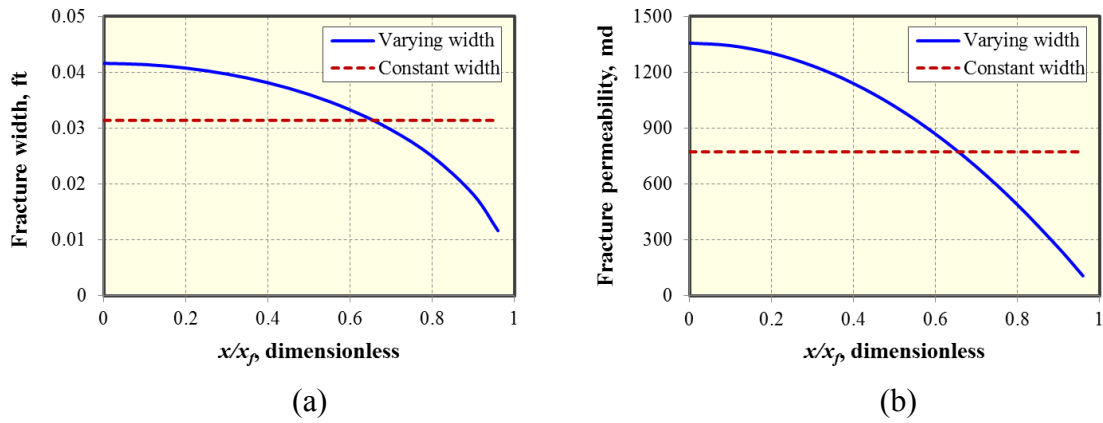 Fracture width, ft
0.05
0.04
0.03
0.02
0.01
0
Varying width
Constant width
0
0.2
0.4
0.6
0.8
1
x/xf, dimensionless
(a)
Fracture permeability, md
1500
1200
900
600
300
0
Varying width
Constant width
0
0.2
0.4
0.6
0.8
1
x/xf, dimensionless
(b)